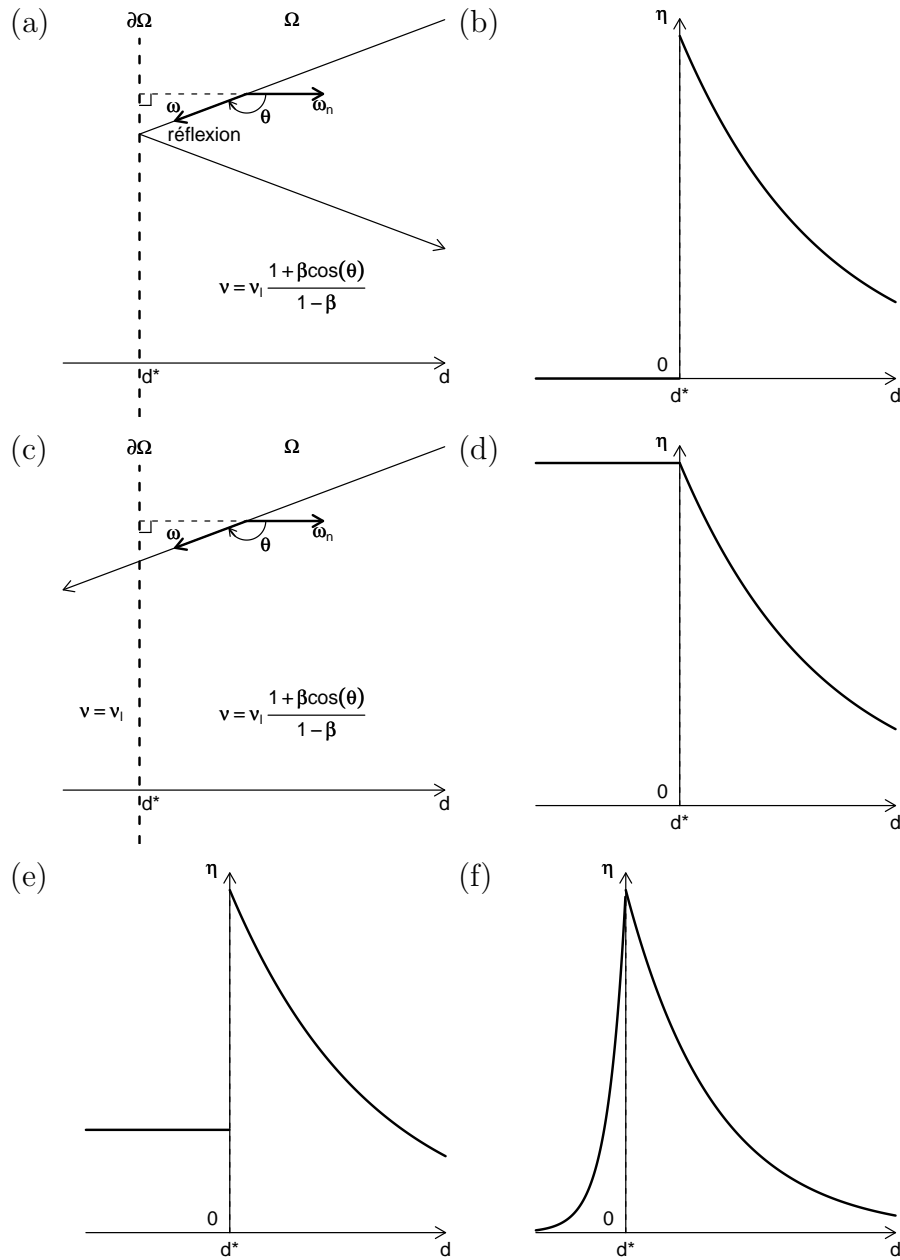 (a)
∂Ω Ω
ω θ ωn
réflexion
ν = νl (1 + βcos(θ)) / (1 − β)
d* d
(b)
η
0
d* d
(c)
∂Ω Ω
ω θ ωn
ν = νl
ν = νl (1 + βcos(θ)) / (1 − β)
d* d
(d)
η
0
d* d
(e)
η
0
d* d
(f)
η
0
d* d